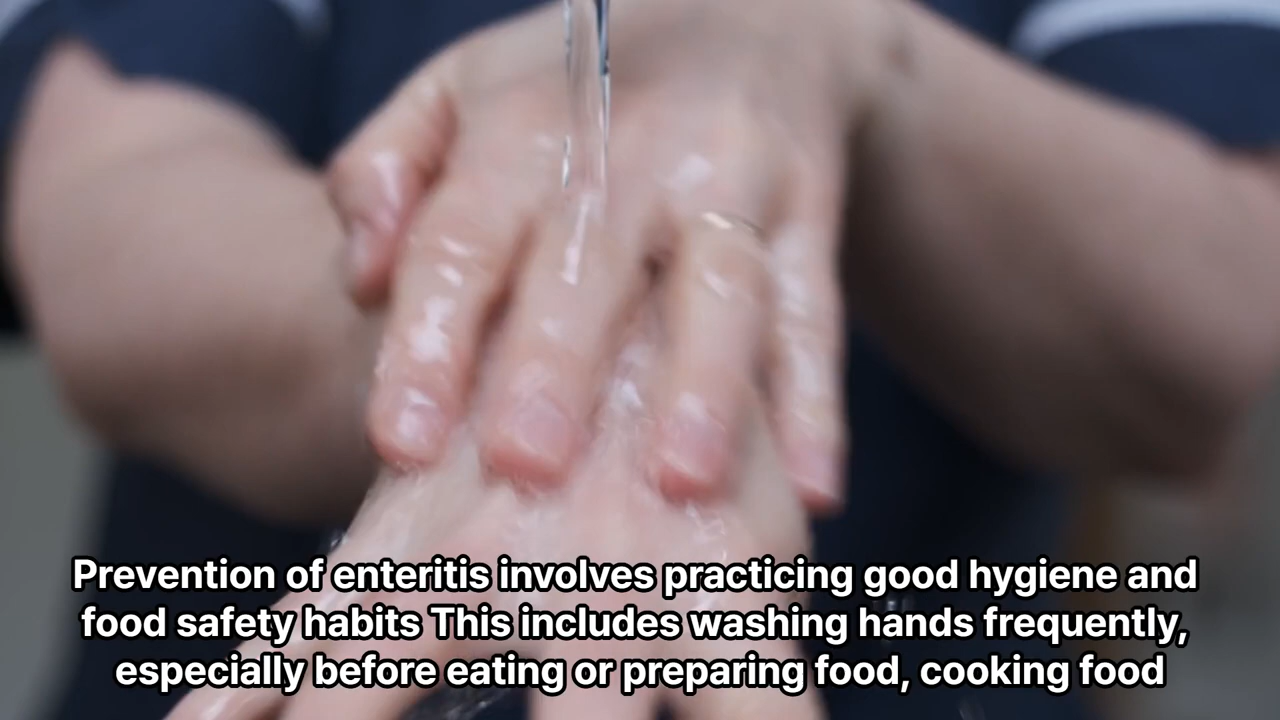 Prevention of enteritis involves practicing good hygiene and
food safety habits This includes washing hands frequently,
especially before eating or preparing food, cooking food